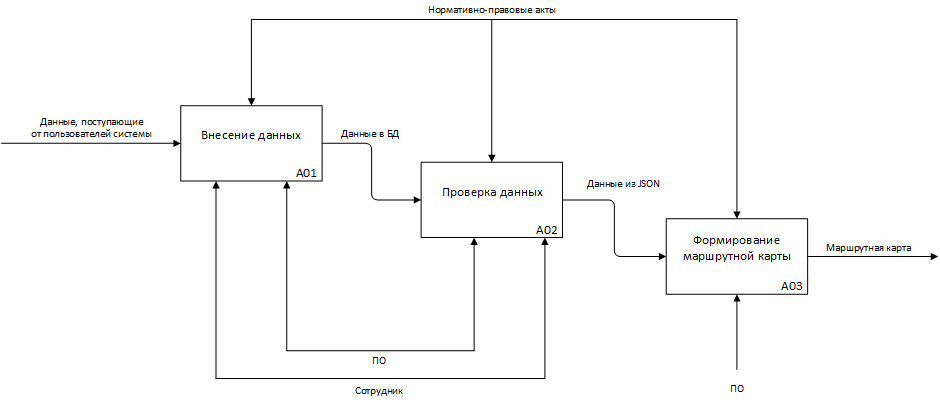 Нормативно-правовые акты
Данные, поступающие
от пользователей системы
Внесение данных
A01
Данные в БД
Проверка данных
A02
Данные из JSON
Формирование
маршрутной карты
A03
Маршрутная карта
ПО
Сотрудник
ПО